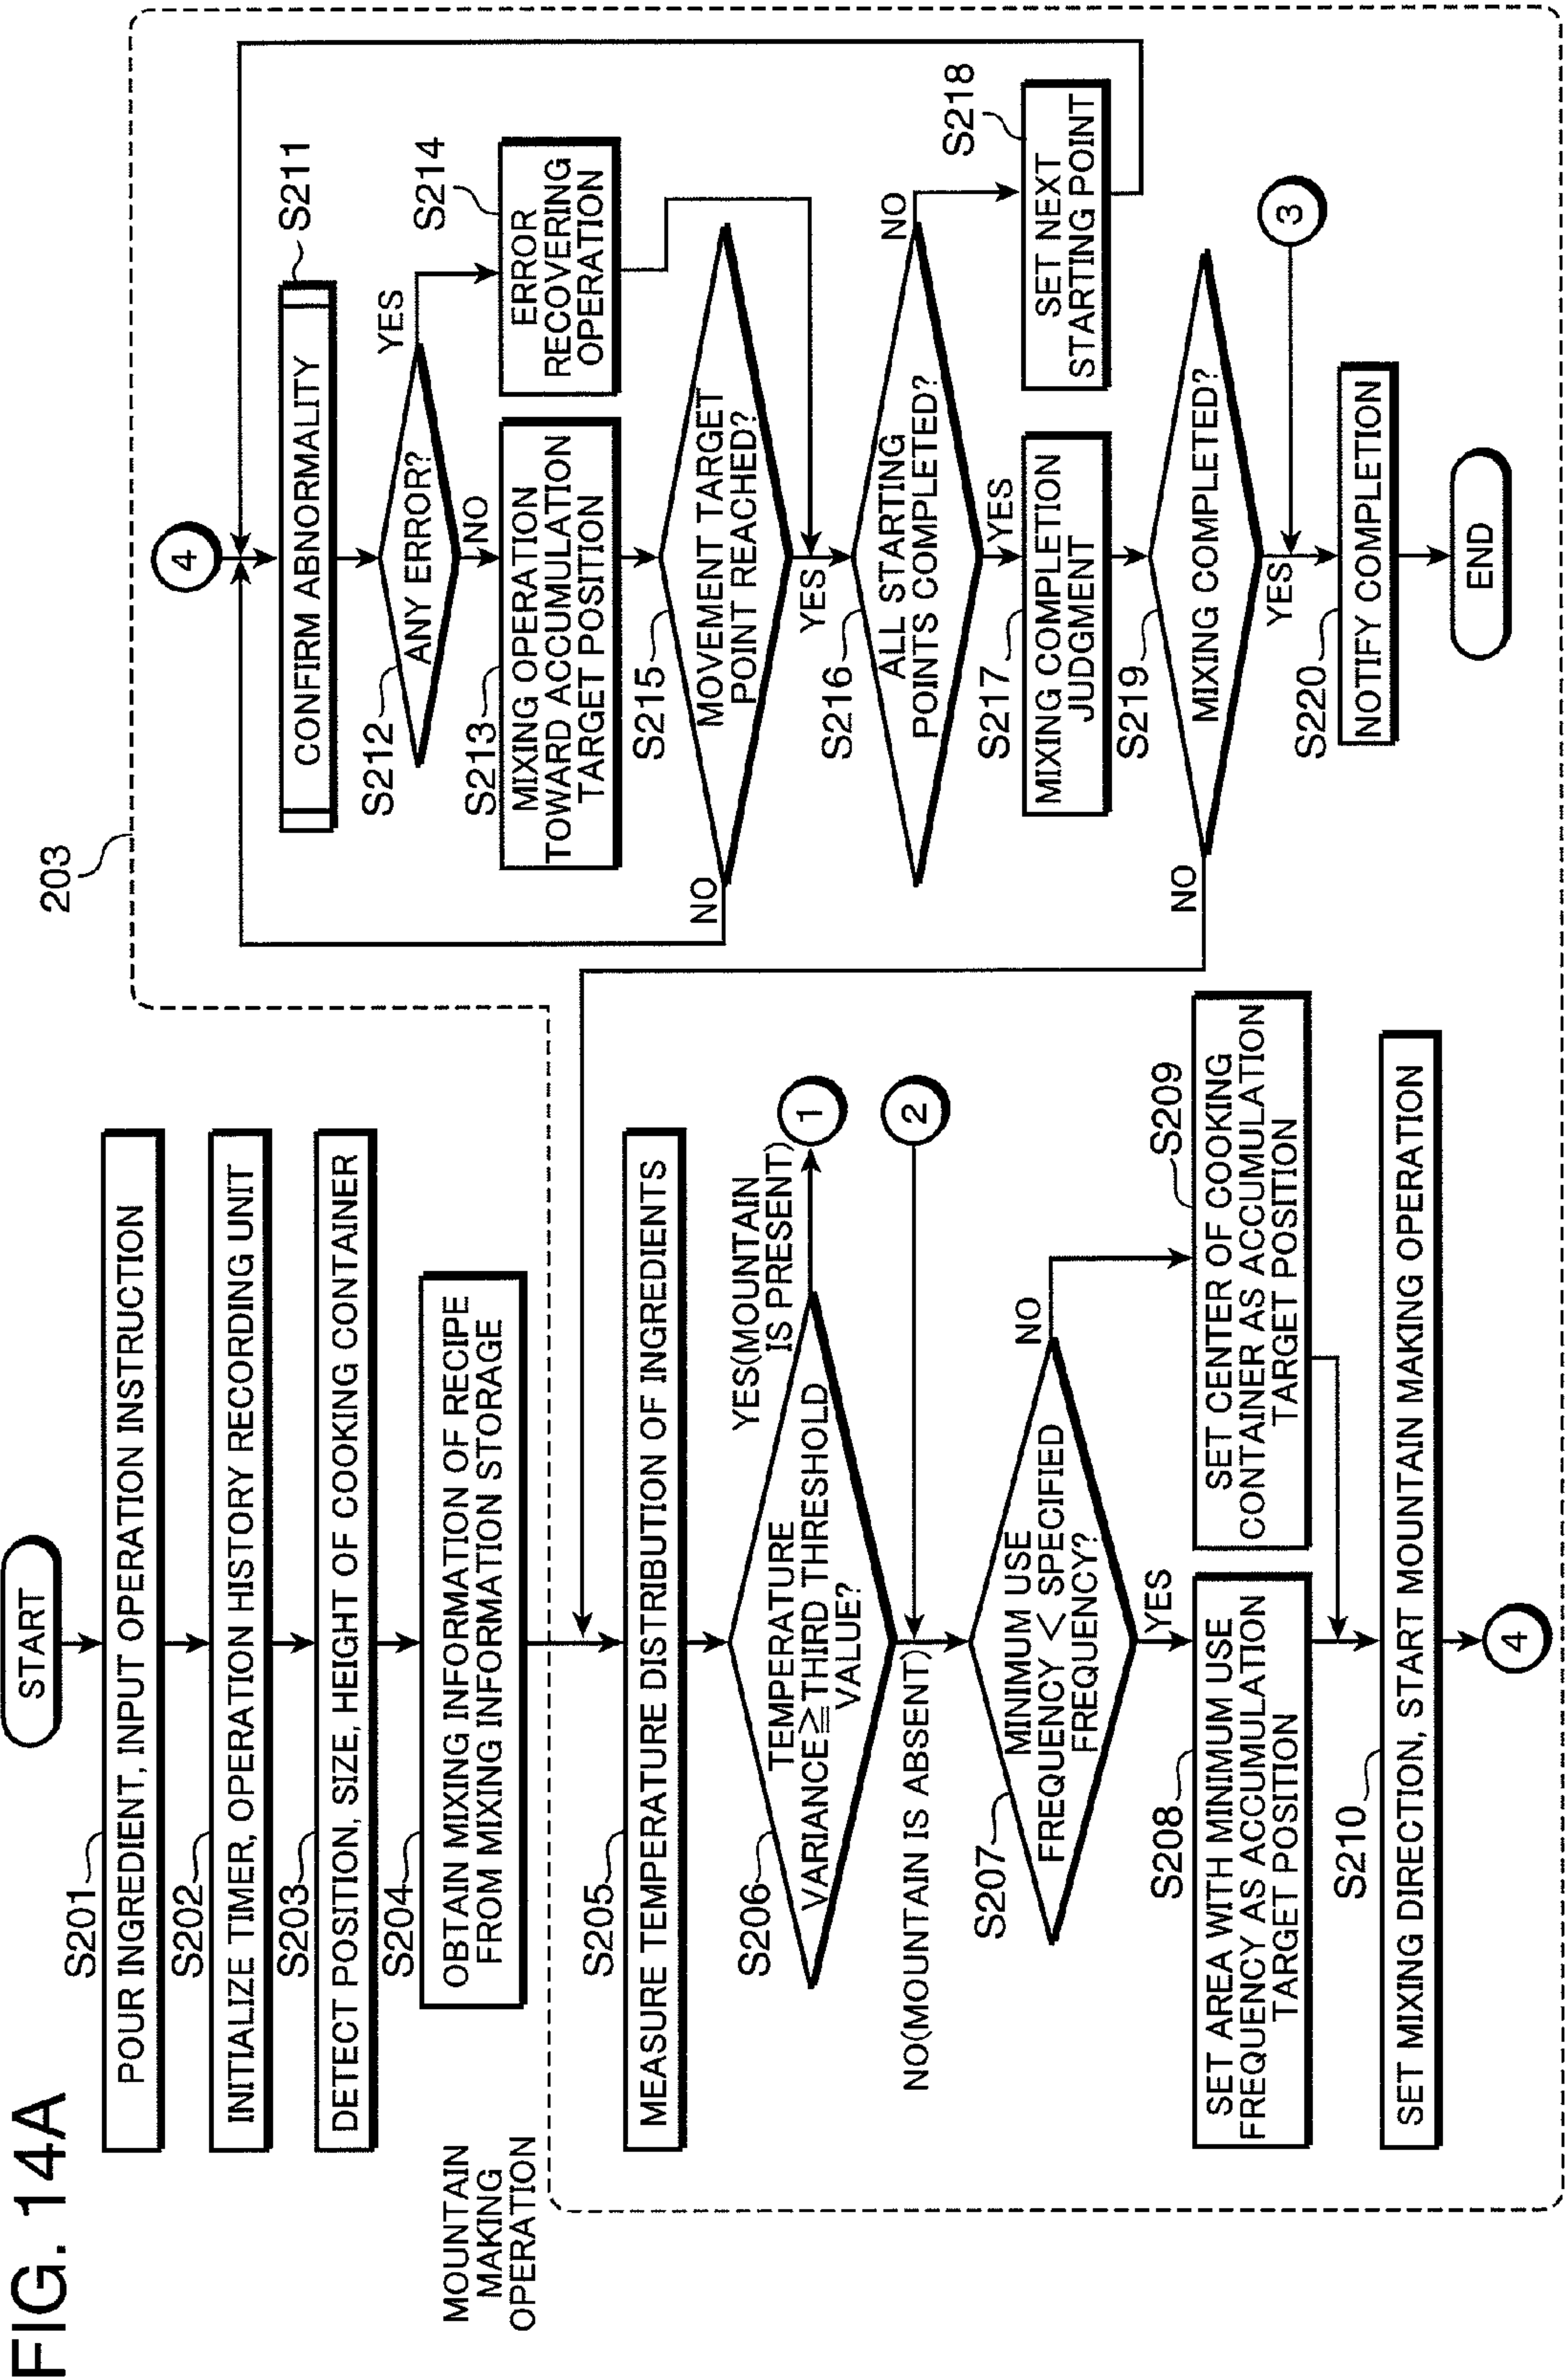 FIG. 14A
START
S201
POUR INGREDIENT, INPUT OPERATION INSTRUCTION
S202
INITIALIZE TIMER, OPERATION HISTORY RECORDING UNIT
S203
DETECT POSITION, SIZE, HEIGHT OF COOKING CONTAINER
S204
OBTAIN MIXING INFORMATION OF RECIPE
FROM MIXING INFORMATION STORAGE
MOUNTAIN
MAKING
OPERATION
S205
MEASURE TEMPERATURE DISTRIBUTION OF INGREDIENTS
S206
TEMPERATURE
VARIANCE≧THIRD THRESHOLD
VALUE?
YES(MOUNTAIN
IS PRESENT)
1
NO(MOUNTAIN IS ABSENT)
2
S207
MINIMUM USE
FREQUENCY < SPECIFIED
FREQUENCY?
NO
YES
S208
SET AREA WITH MINIMUM USE
FREQUENCY AS ACCUMULATION
TARGET POSITION
S209
SET CENTER OF COOKING
CONTAINER AS ACCUMULATION
TARGET POSITION
S210
SET MIXING DIRECTION, START MOUNTAIN MAKING OPERATION
4
203
4
S211
CONFIRM ABNORMALITY
S212
ANY ERROR?
YES
NO
S213
MIXING OPERATION
TOWARD ACCUMULATION
TARGET POSITION
S214
ERROR
RECOVERING
OPERATION
S215
MOVEMENT TARGET
POINT REACHED?
NO
YES
S216
ALL STARTING
POINTS COMPLETED?
NO
YES
S217
MIXING COMPLETION
JUDGMENT
S218
SET NEXT
STARTING POINT
S219
MIXING COMPLETED?
NO
YES
3
S220
NOTIFY COMPLETION
END